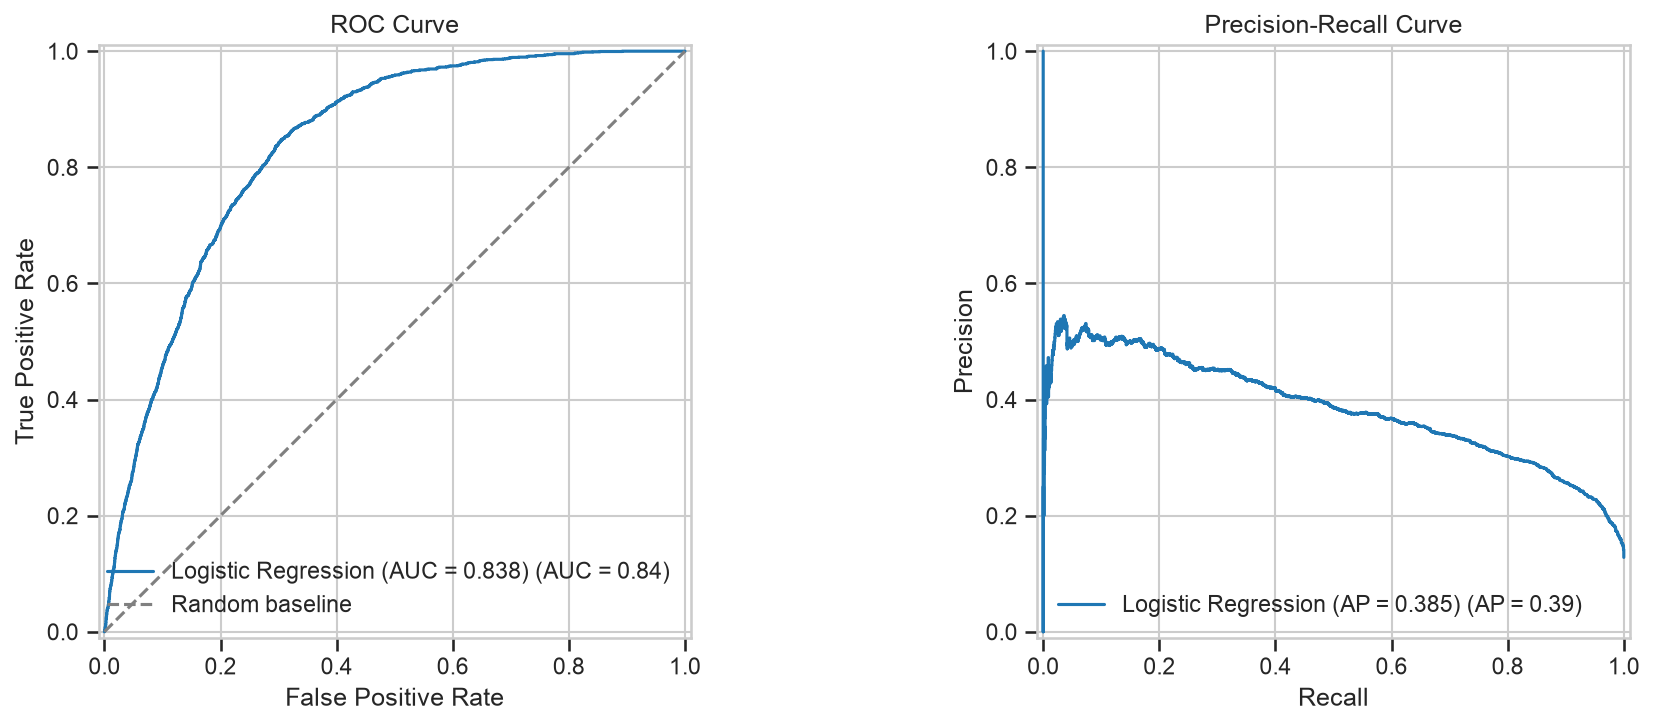 ROC Curve
1.0
0.8
0.6
0.4
0.2
0.0
True Positive Rate
Logistic Regression (AUC = 0.838) (AUC = 0.84)
Random baseline
0.0 0.2 0.4 0.6 0.8 1.0
False Positive Rate
Precision-Recall Curve
1.0
0.8
0.6
0.4
0.2
0.0
Precision
Logistic Regression (AP = 0.385) (AP = 0.39)
0.0 0.2 0.4 0.6 0.8 1.0
Recall